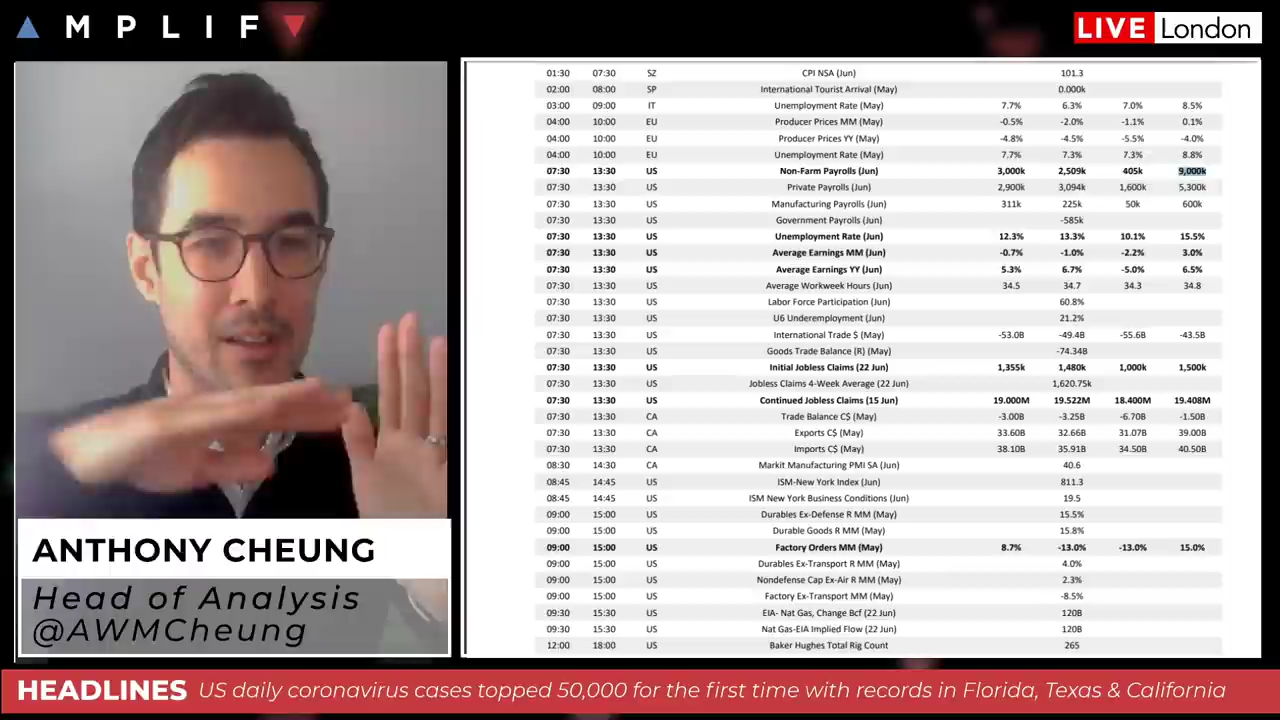 AMPLIFY
LIVE London
01:30 07:30 SZ CPI NSA (Jun) 101.3
02:00 08:00 SP International Tourist Arrival (May) 0.000k
03:00 09:00 IT Unemployment Rate (May) 7.7% 6.3% 7.0% 8.5%
04:00 10:00 EU Producer Prices MM (May) -0.5% -2.0% -1.1% 0.1%
04:00 10:00 EU Producer Prices YY (May) -4.8% -4.5% -5.5% -4.0%
04:00 10:00 EU Unemployment Rate (May) 7.7% 7.3% 7.3% 8.8%
07:30 13:30 US Non-Farm Payrolls (Jun) 3,000k 2,509k 405k 9,000k
07:30 13:30 US Private Payrolls (Jun) 2,900k 3,094k 1,600k 5,300k
07:30 13:30 US Manufacturing Payrolls (Jun) 311k 225k 50k 600k
07:30 13:30 US Government Payrolls (Jun) -585k
07:30 13:30 US Unemployment Rate (Jun) 12.3% 13.3% 10.1% 15.5%
07:30 13:30 US Average Earnings MM (Jun) -0.7% -1.0% -2.2% 3.0%
07:30 13:30 US Average Earnings YY (Jun) 5.3% 6.7% -5.0% 6.5%
07:30 13:30 US Average Workweek Hours (Jun) 34.5 34.7 34.3 34.8
07:30 13:30 US Labor Force Participation (Jun) 60.8%
07:30 13:30 US U6 Underemployment (Jun) 21.2%
07:30 13:30 US International Trade $ (May) -53.0B -49.4B -55.6B -43.5B
07:30 13:30 US Goods Trade Balance (R) (May) -74.34B
07:30 13:30 US Initial Jobless Claims (22 Jun) 1,355k 1,480k 1,000k 1,500k
07:30 13:30 US Jobless Claims 4-Week Average (22 Jun) 1,620.75k
07:30 13:30 US Continued Jobless Claims (15 Jun) 19.000M 19.522M 18.400M 19.408M
07:30 13:30 CA Trade Balance C$ (May) -3.00B -3.25B -6.70B -1.50B
07:30 13:30 CA Exports C$ (May) 33.60B 32.66B 31.07B 39.00B
07:30 13:30 CA Imports C$ (May) 38.10B 35.91B 34.50B 40.50B
08:30 14:30 CA Markit Manufacturing PMI SA (Jun) 40.6
08:45 14:45 US ISM-New York Index (Jun) 811.3
08:45 14:45 US ISM New York Business Conditions (Jun) 19.5
09:00 15:00 US Durables Ex-Defense R MM (May) 15.5%
09:00 15:00 US Durable Goods R MM (May) 15.8%
09:00 15:00 US Factory Orders MM (May) 8.7% -13.0% -13.0% 15.0%
09:00 15:00 US Durables Ex-Transport R MM (May) 4.0%
09:00 15:00 US Nondefense Cap Ex-Air R MM (May) 2.3%
09:00 15:00 US Factory Ex-Transport MM (May) -8.5%
09:30 15:30 US EIA- Nat Gas, Change Bcf (22 Jun) 120B
09:30 15:30 US Nat Gas-EIA Implied Flow (22 Jun) 120B
12:00 18:00 US Baker Hughes Total Rig Count 265
ANTHONY CHEUNG
Head of Analysis
@AWMCheung
HEADLINES US daily coronavirus cases topped 50,000 for the first time with records in Florida, Texas & California